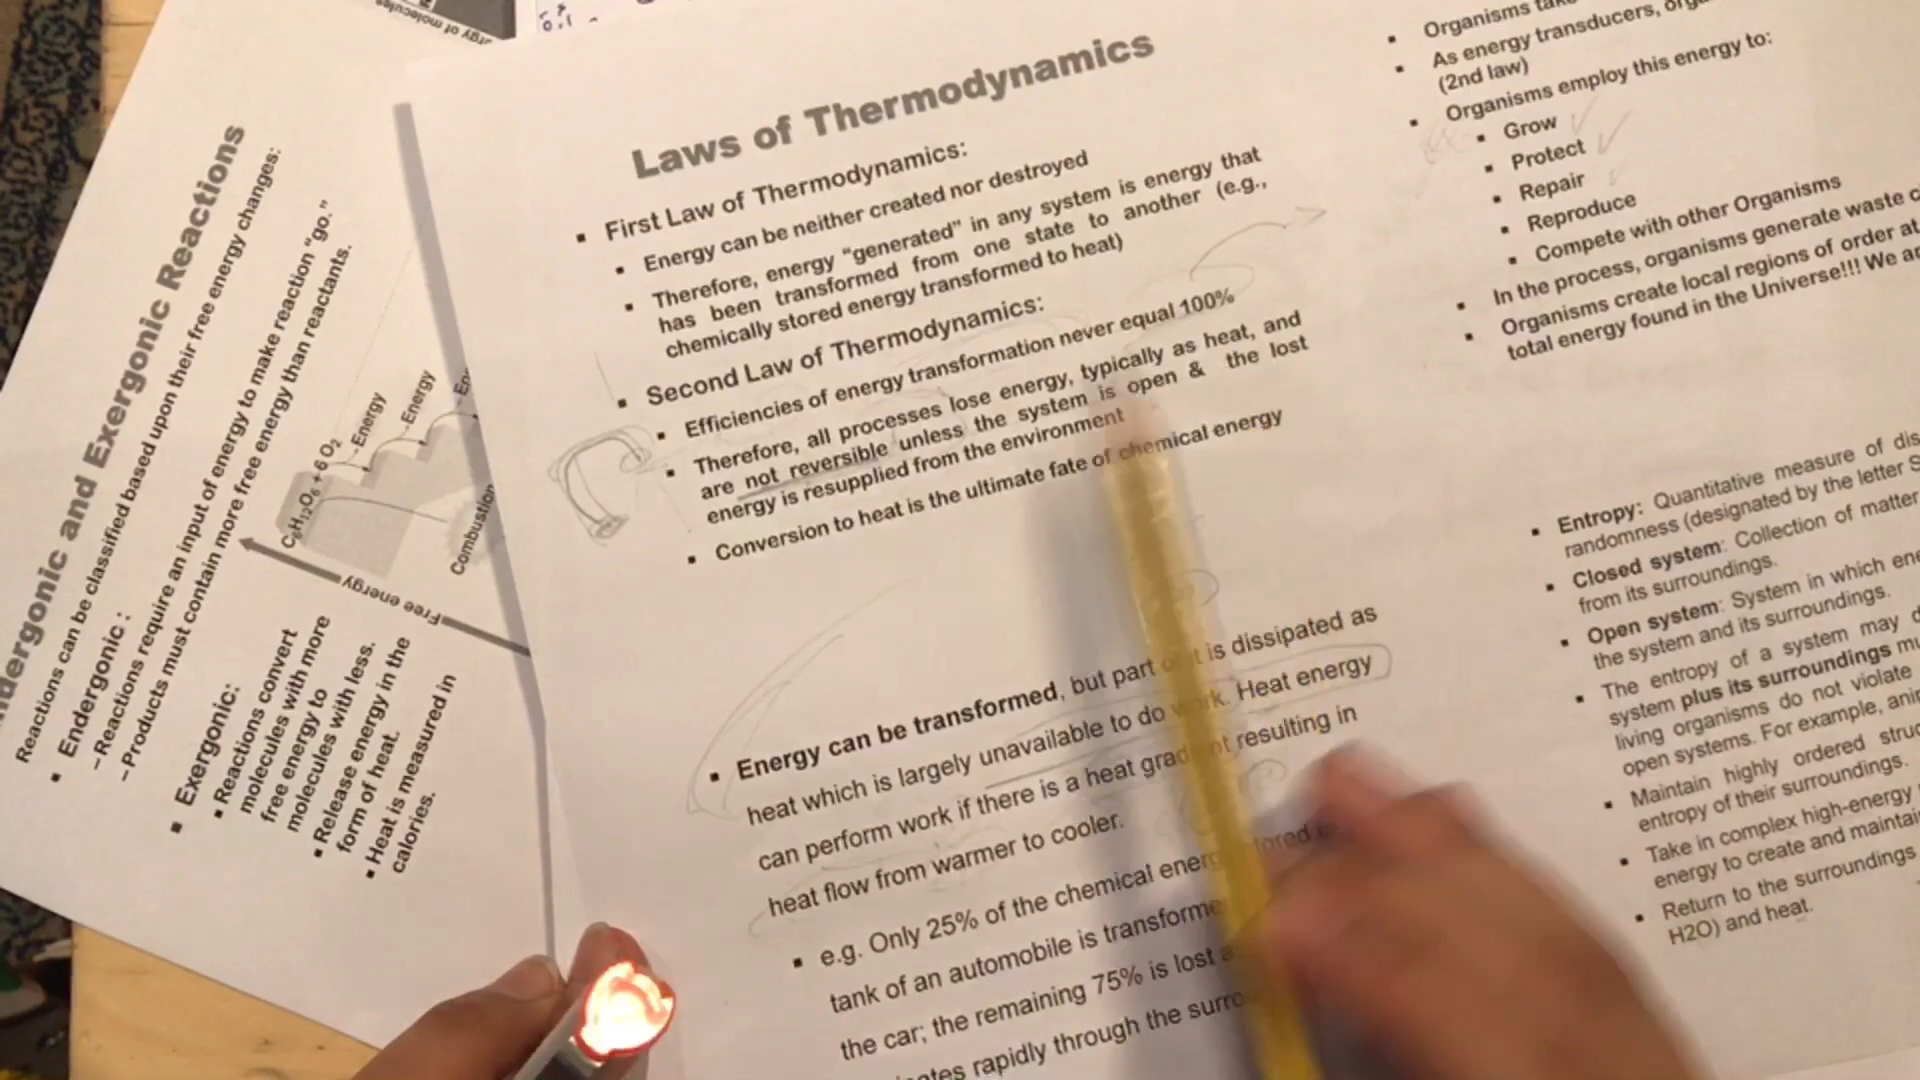 ndergonic and Exergonic Reactions
Reactions can be classified based upon their free energy changes:
▪ Endergonic :
–Reactions require an input of energy to make reaction “go.”
–Products must contain more free energy than reactants.
▪ Exergonic:
▪ Reactions convert
molecules with more
free energy to
molecules with less.
▪ Release energy in the
form of heat.
▪ Heat is measured in
calories.
C6H12O6 + 6 O2
Energy
Energy
En
Combustion
Free energy
rgy of molecules
Laws of Thermodynamics
▪ First Law of Thermodynamics:
▪ Energy can be neither created nor destroyed
▪ Therefore, energy “generated” in any system is energy that
has been transformed from one state to another (e.g.,
chemically stored energy transformed to heat)
▪ Second Law of Thermodynamics:
▪ Efficiencies of energy transformation never equal 100%
▪ Therefore, all processes lose energy, typically as heat, and
are not reversible unless the system is open & the lost
energy is resupplied from the environment
▪ Conversion to heat is the ultimate fate of chemical energy
▪ Energy can be transformed, but part it is dissipated as
heat which is largely unavailable to do work. Heat energy
can perform work if there is a heat gradient resulting in
heat flow from warmer to cooler.
▪ e.g. Only 25% of the chemical energ tored
tank of an automobile is transforme
the car; the remaining 75% is lost a
rapidly through the surro
▪ Organisms tak
▪ As energy transducers, org
(2nd law)
▪ Organisms employ this energy to:
▪ Grow
▪ Protect
▪ Repair
▪ Reproduce
▪ Compete with other Organisms
▪ In the process, organisms generate waste c
▪ Organisms create local regions of order at
total energy found in the Universe!!! We a
▪ Entropy: Quantitative measure of dis
randomness (designated by the letter S
▪ Closed system: Collection of matter
from its surroundings.
▪ Open system: System in which ene
the system and its surroundings.
▪ The entropy of a system may d
system plus its surroundings mu
living organisms do not violate
open systems. For example, ani
▪ Maintain highly ordered struc
entropy of their surroundings.
▪ Take in complex high-energy
energy to create and maintai
▪ Return to the surroundings
H2O) and heat.